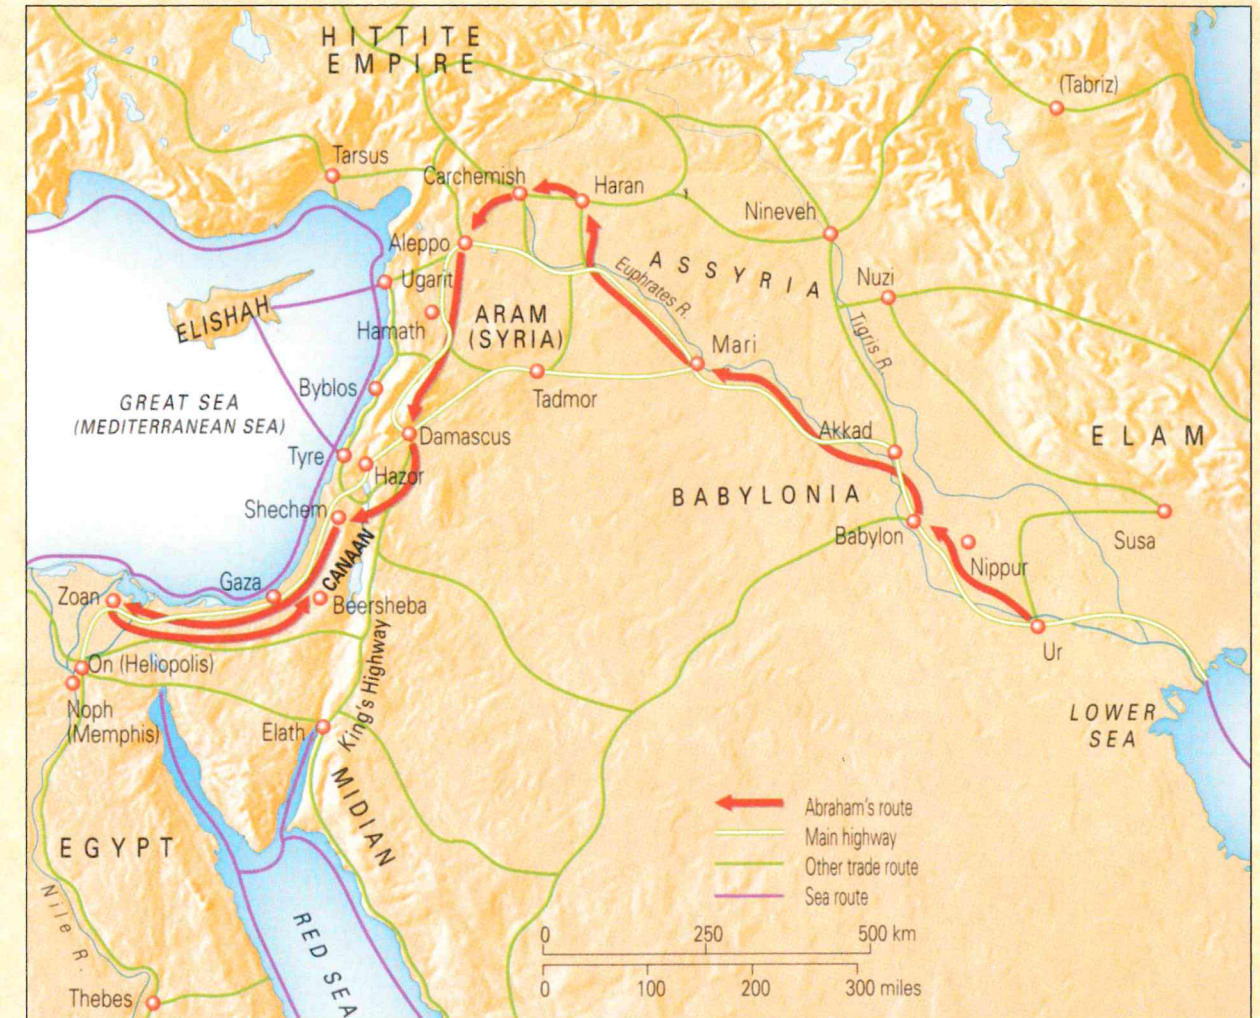 HITTITE
EMPIRE
(Tabriz)
Tarsus
Carchemish
Haran
Nineveh
Aleppo
ASSYRIA
Ugarit
Euphrates R.
Nuzi
ELISHAH
ARAM
(SYRIA)
Hamath
Tigris R
Mari
GREAT SEA
(MEDITERRANEAN SEA)
Byblos
Tadmor
Damascus
Akkad
ELAM
Tyre
Hazor
BABYLONIA
Shechem
Babylon
Susa
CANAAN
Nippur
Gaza
Zoan
Beersheba
Ur
On (Heliopolis)
King's Highway
Noph
(Memphis)
Elath
LOWER
SEA
MIDIAN
EGYPT
Abraham's route
Main highway
Other trade route
Sea route
Nile R.
RED SEA
0 250 500 km
0 100 200 300 miles
Thebes